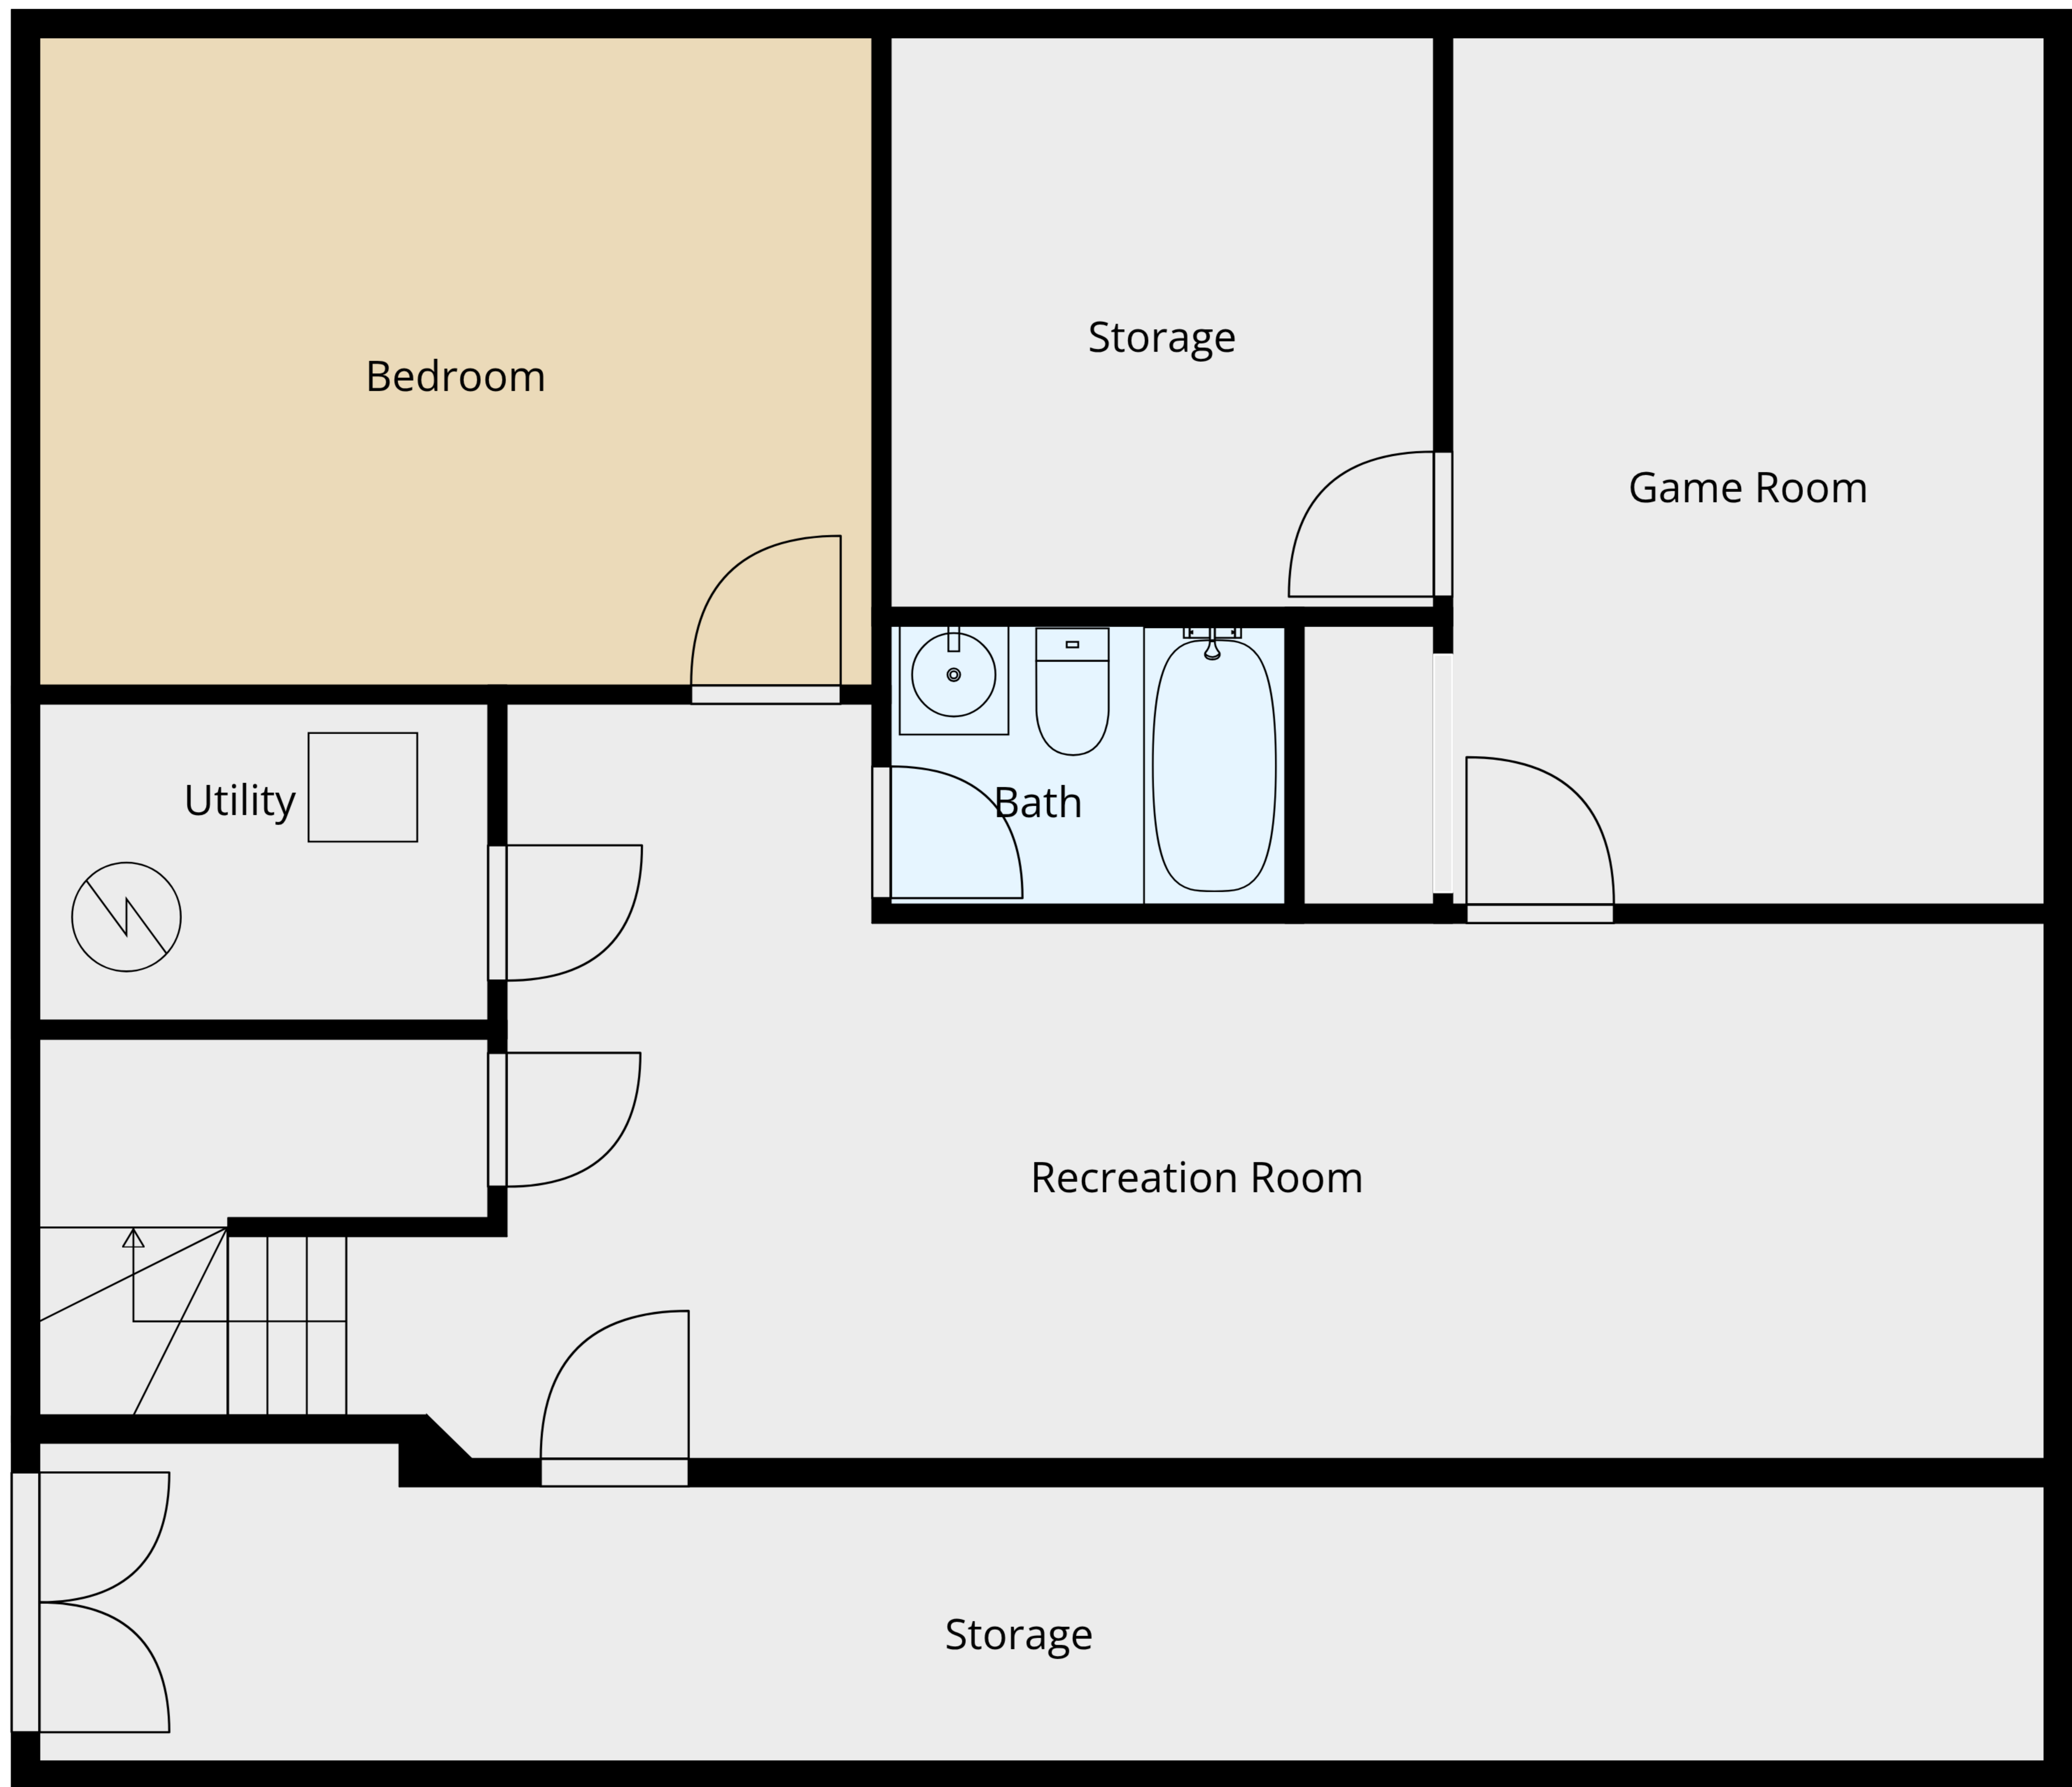 Storage
Bedroom
Game Room
Utility
Bath
Recreation Room
Storage